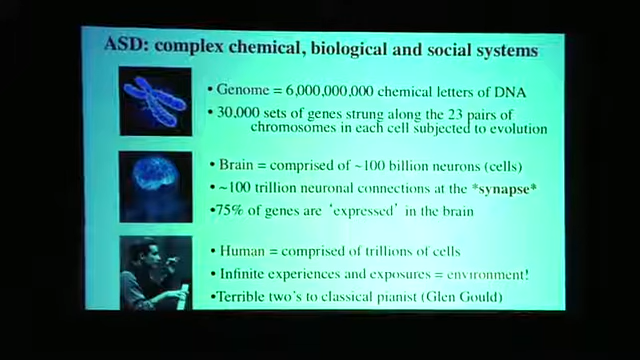 ASD: complex chemical, biological and social systems
• Genome = 6,000,000,000 chemical letters of DNA
• 30,000 sets of genes strung along the 23 pairs of
chromosomes in each cell subjected to evolution
• Brain = comprised of ~100 billion neurons (cells)
• ~100 trillion neuronal connections at the *synapse*
• 75% of genes are ‘expressed’ in the brain
• Human = comprised of trillions of cells
• Infinite experiences and exposures = environment!
• Terrible two's to classical pianist (Glen Gould)